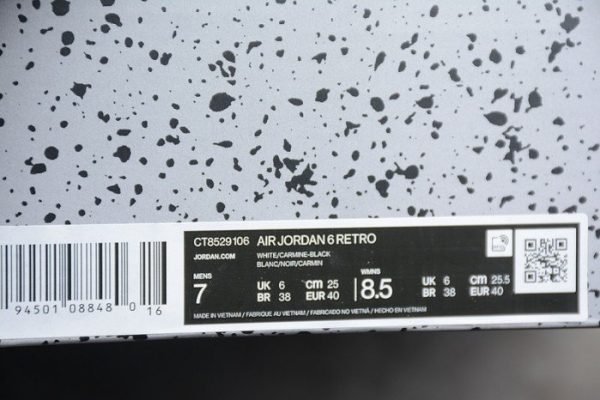 CT8529 106 AIR JORDAN 6 RETRO
JORDAN.COM
WHITE/CARMINE-BLACK
BLANC/NOIR/CARMIN
MENS
7
UK 6 cm 25
BR 38 EUR 40
WMNS
8.5
UK 6 cm 25.5
BR 38 EUR 40
MADE IN VIETNAM / FABRIQUE AU VIETNAM / FABRICADO NO VIETNÃ / HECHO EN VIETNAM
94501 08848 0 16